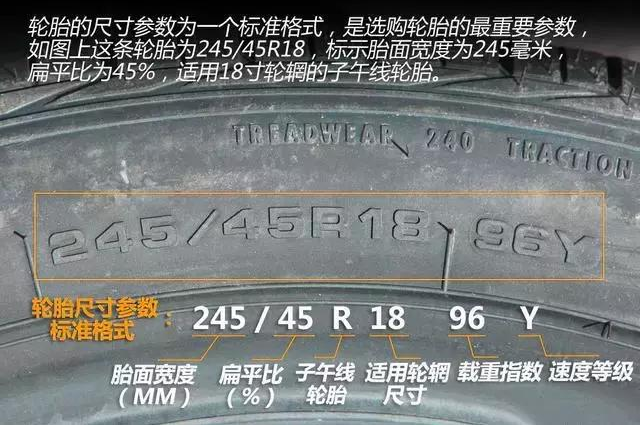 轮胎的尺寸参数为一个标准格式，是选购轮胎的最重要参数，
如图上这条轮胎为245/45R18，标示胎面宽度为245毫米，
扁平比为45%，适用18寸轮辋的子午线轮胎。
TREADWEAR 240 TRACTION
245/45R18 96Y
轮胎尺寸参数
标准格式 : 245 / 45 R 18 96 Y
胎面宽度 扁平比 子午线 适用轮辋 载重指数 速度等级
（MM） （%） 轮胎 尺寸